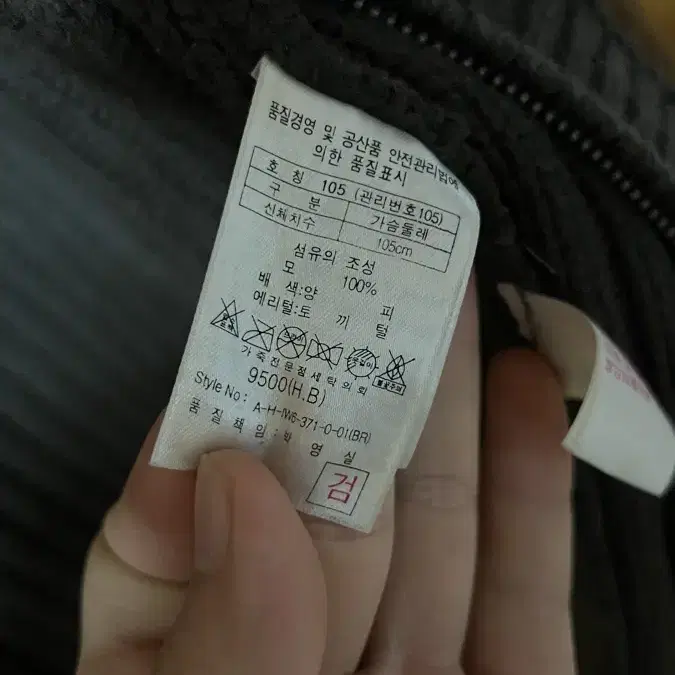 품질경영 및 공산품 안전관리법에
의한 품질표시
호 칭 105 (관리번호105)
구 분 가슴둘레
신체치수 105cm
섬유의 조성
모 100%
배 색:양 피
에리털:토 끼 털
가죽전문점세탁의뢰
9500(H.B)
Style No: A-H-IW6-371-0-01(BR)
품 질 책 임: 박 영 실
검